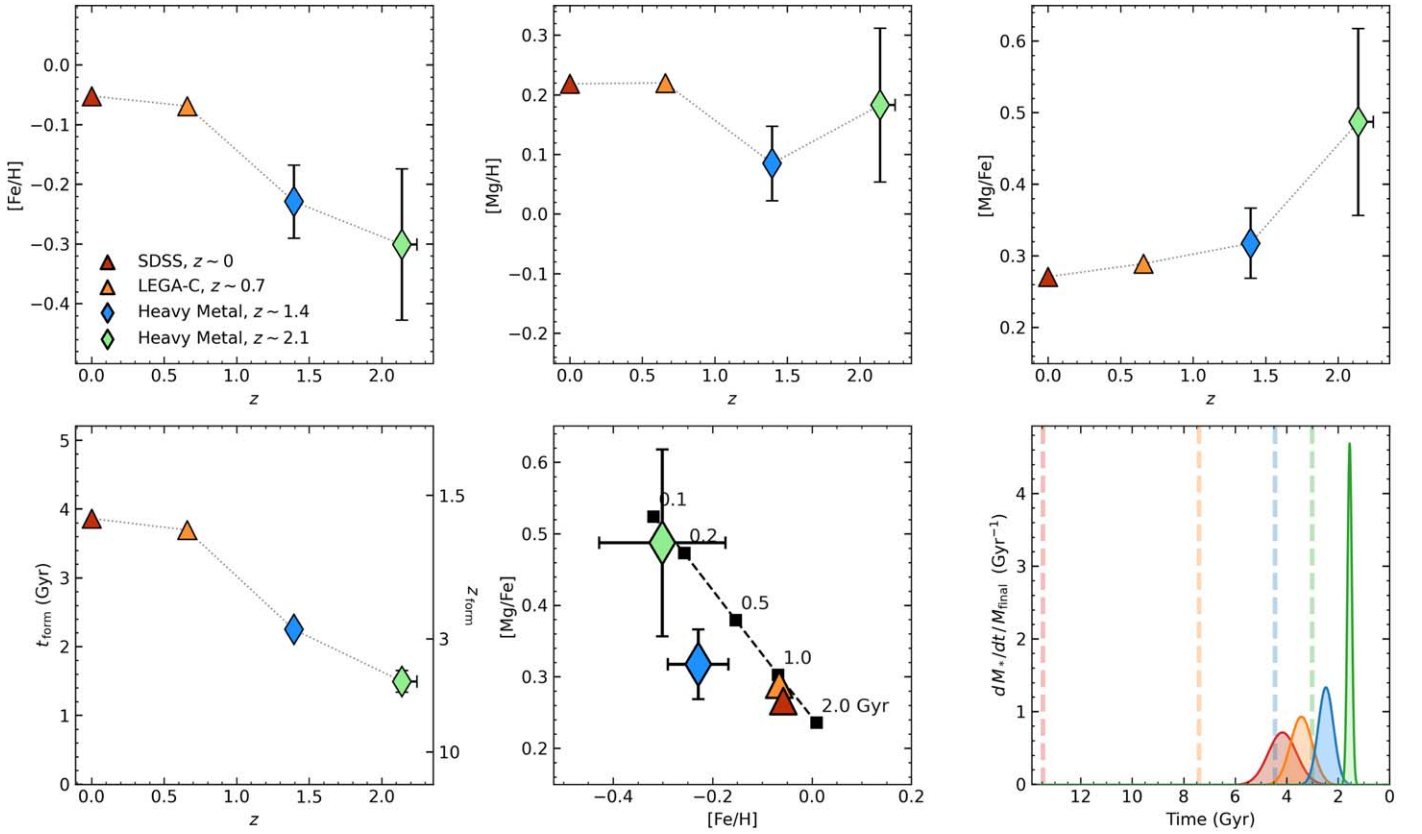 [Fe/H]
0.0
−0.1
−0.2
−0.3
−0.4
SDSS, z ∼ 0
LEGA-C, z ∼ 0.7
Heavy Metal, z ∼ 1.4
Heavy Metal, z ∼ 2.1
0.0 0.5 1.0 1.5 2.0
z
[Mg/H]
0.3
0.2
0.1
0.0
−0.1
−0.2
0.0 0.5 1.0 1.5 2.0
z
[Mg/Fe]
0.6
0.5
0.4
0.3
0.2
0.0 0.5 1.0 1.5 2.0
z
t_form (Gyr)
5
4
3
2
1
0
1.5
3
10
z_form
0.0 0.5 1.0 1.5 2.0
z
[Mg/Fe]
0.6
0.5
0.4
0.3
0.2
0.1
0.2
0.5
1.0
2.0 Gyr
−0.4 −0.2 0.0 0.2
[Fe/H]
d M_*/dt / M_final (Gyr⁻¹)
4
3
2
1
0
12 10 8 6 4 2 0
Time (Gyr)